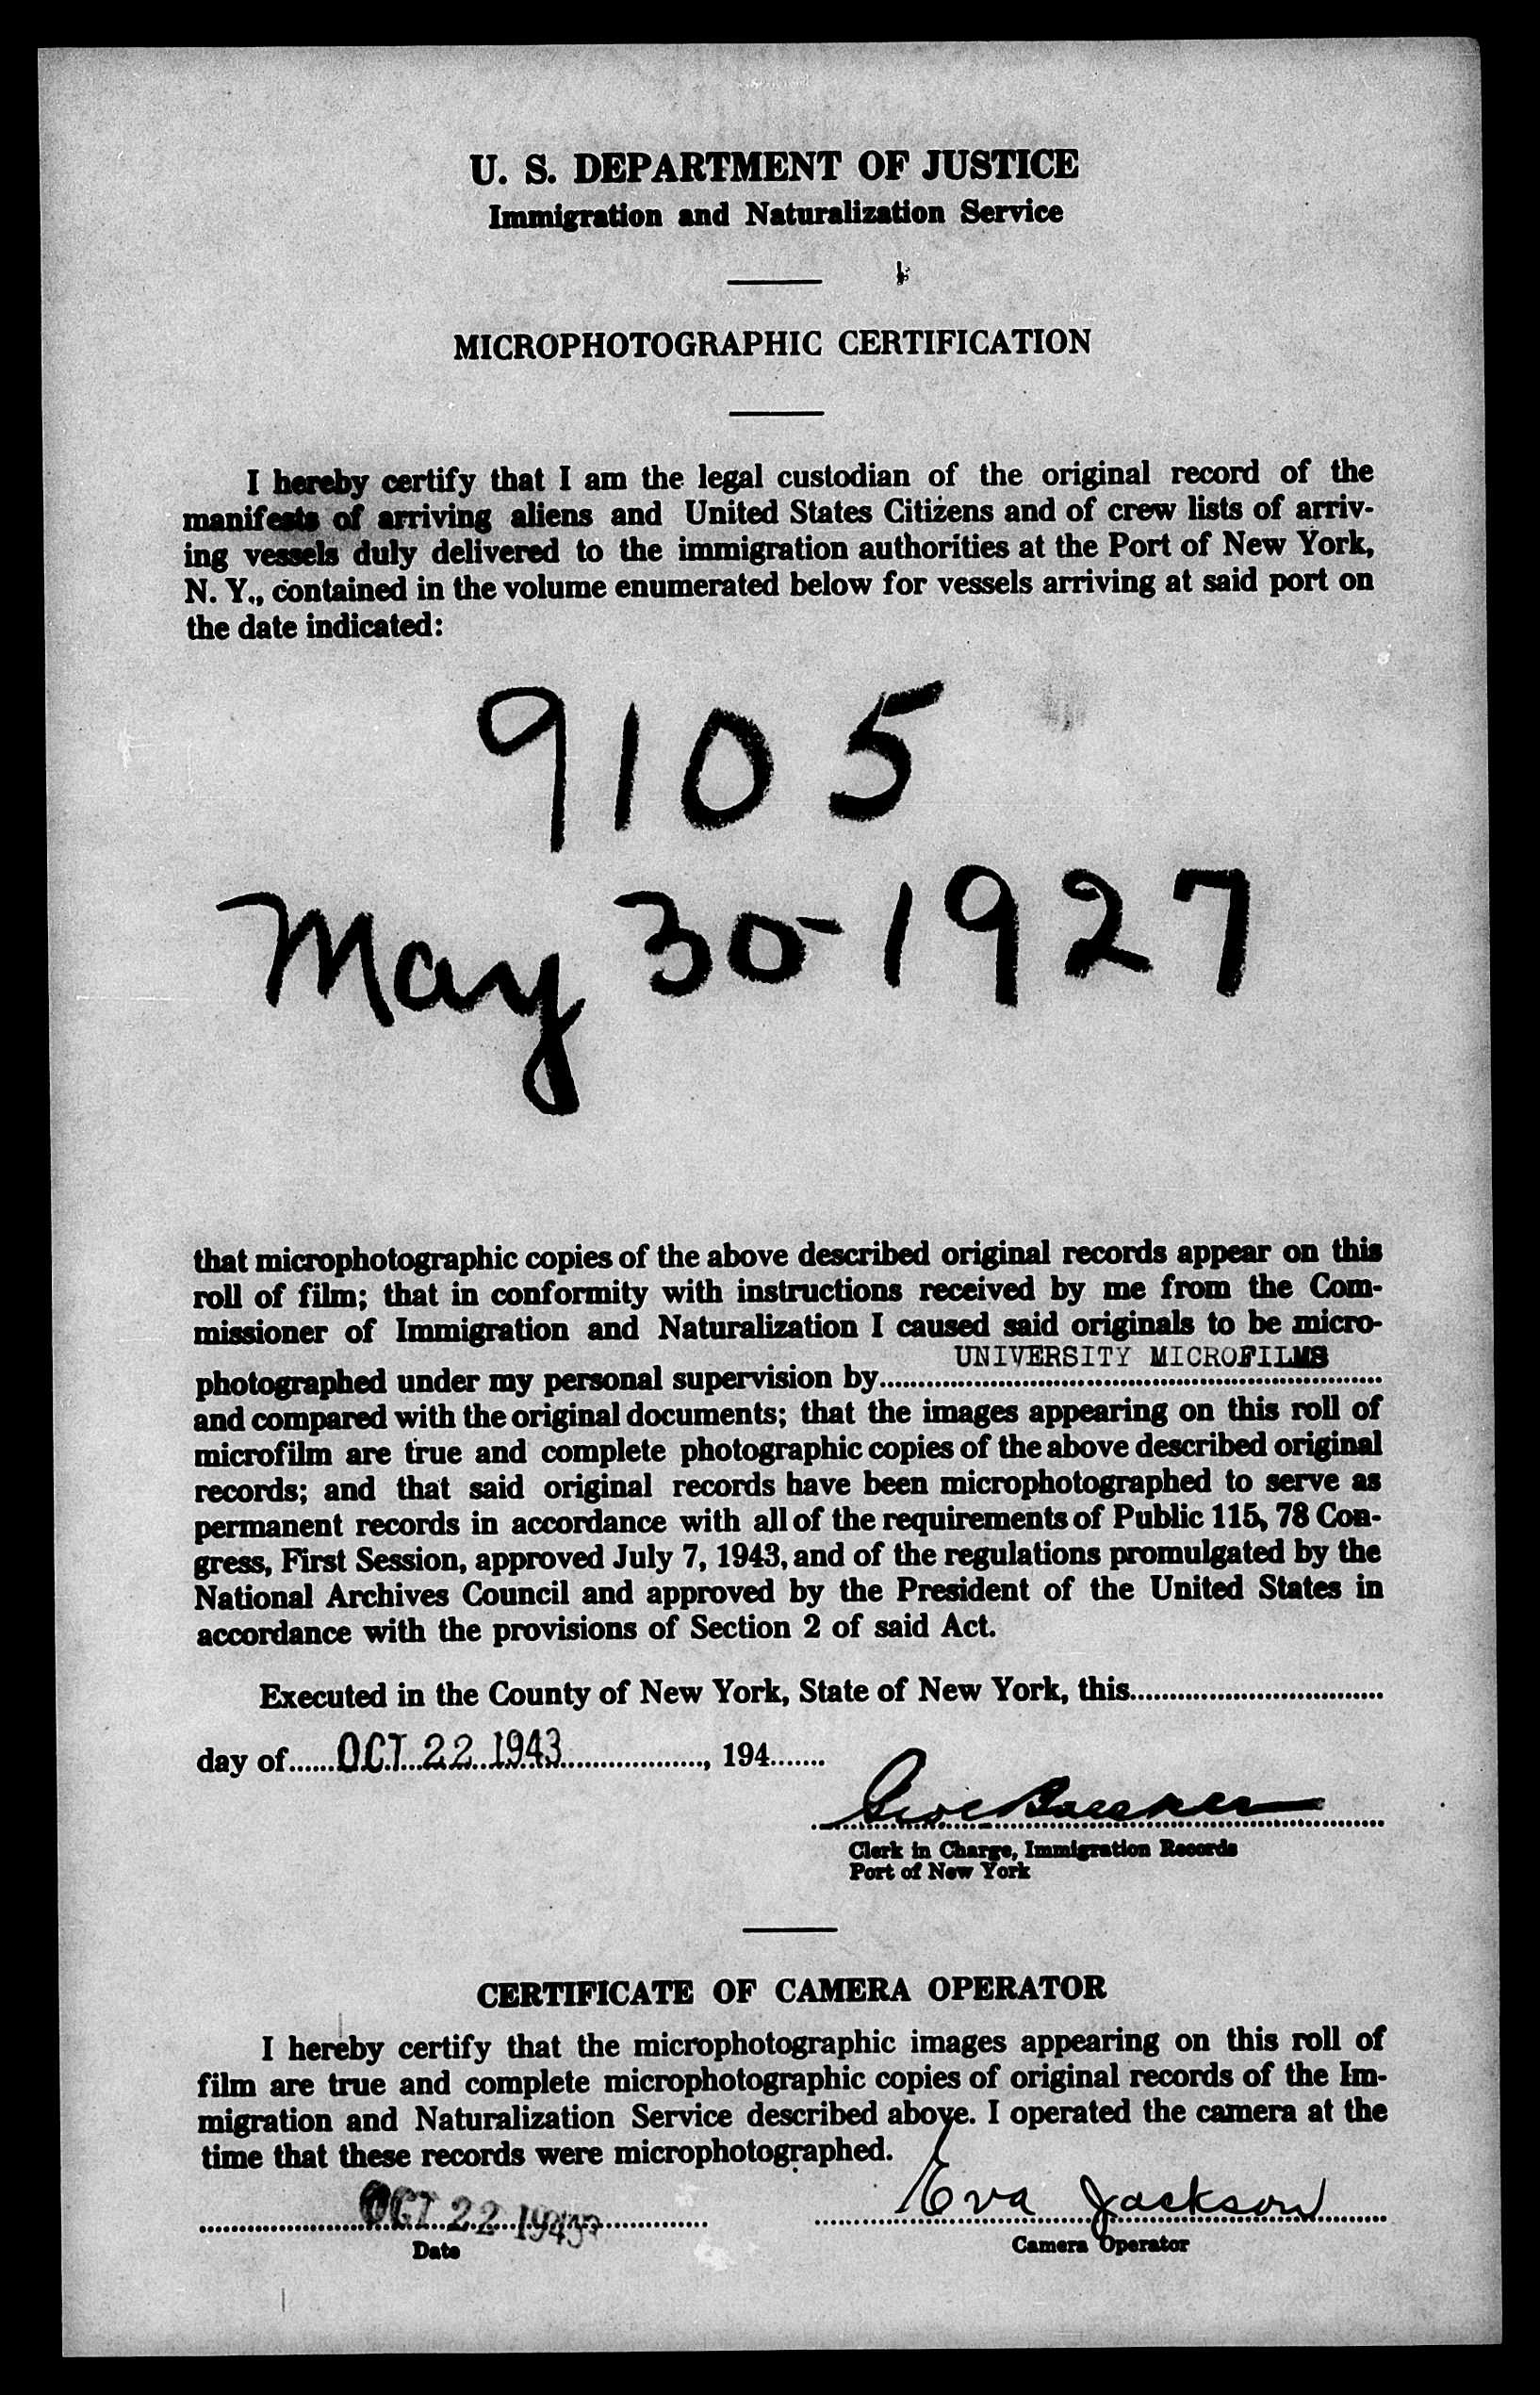 U. S. DEPARTMENT OF JUSTICE
Immigration and Naturalization Service
MICROPHOTOGRAPHIC CERTIFICATION
I hereby certify that I am the legal custodian of the original record of the
manifests of arriving aliens and United States Citizens and of crew lists of arriv-
ing vessels duly delivered to the immigration authorities at the Port of New York,
N. Y., contained in the volume enumerated below for vessels arriving at said port on
the date indicated:
9105
May 30-1927
that microphotographic copies of the above described original records appear on this
roll of film; that in conformity with instructions received by me from the Com-
missioner of Immigration and Naturalization I caused said originals to be micro-
photographed under my personal supervision by UNIVERSITY MICROFILMS
and compared with the original documents; that the images appearing on this roll of
microfilm are true and complete photographic copies of the above described original
records; and that said original records have been microphotographed to serve as
permanent records in accordance with all of the requirements of Public 115, 78 Con-
gress, First Session, approved July 7, 1943, and of the regulations promulgated by the
National Archives Council and approved by the President of the United States in
accordance with the provisions of Section 2 of said Act.
Executed in the County of New York, State of New York, this
day of OCT 22 1943, 194
Clerk in Charge, Immigration Records
Port of New York
CERTIFICATE OF CAMERA OPERATOR
I hereby certify that the microphotographic images appearing on this roll of
film are true and complete microphotographic copies of original records of the Im-
migration and Naturalization Service described above. I operated the camera at the
time that these records were microphotographed.
OCT 22 1943 Eva Jackson
Date Camera Operator